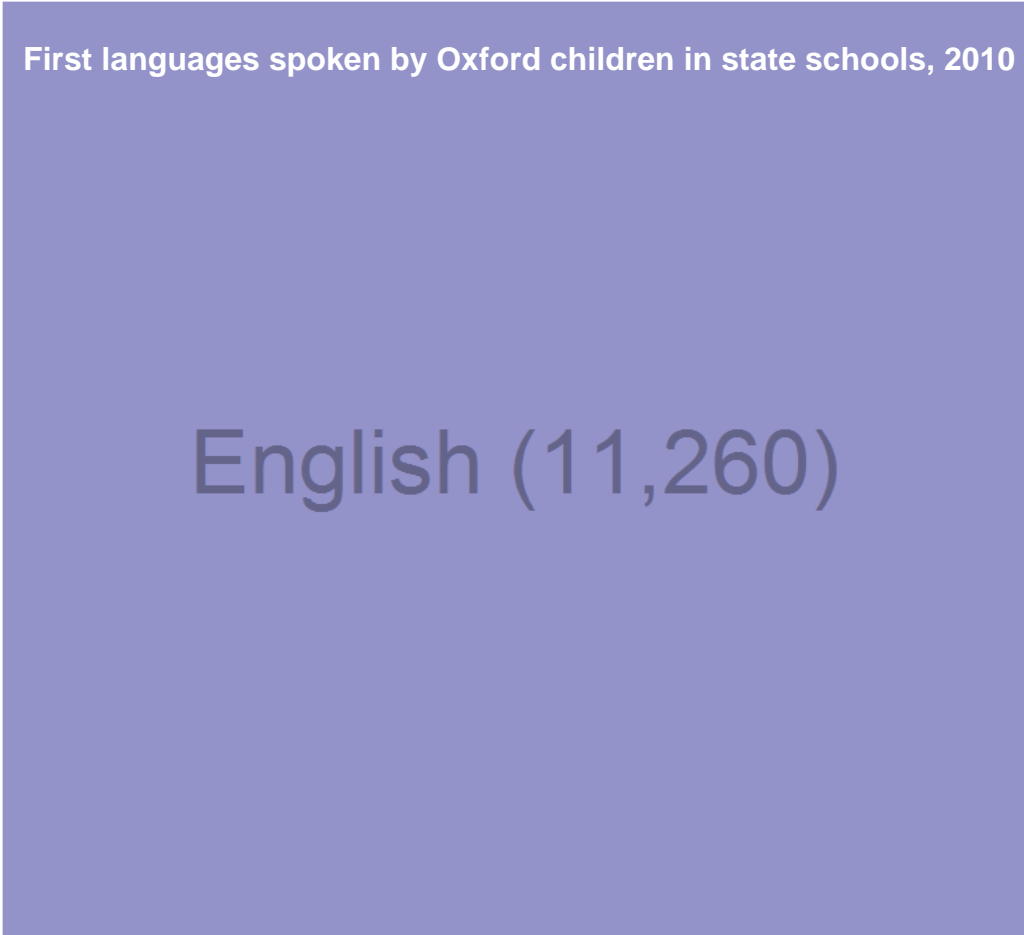 First languages spoken by Oxford children in state schools, 2010
English (11,260)